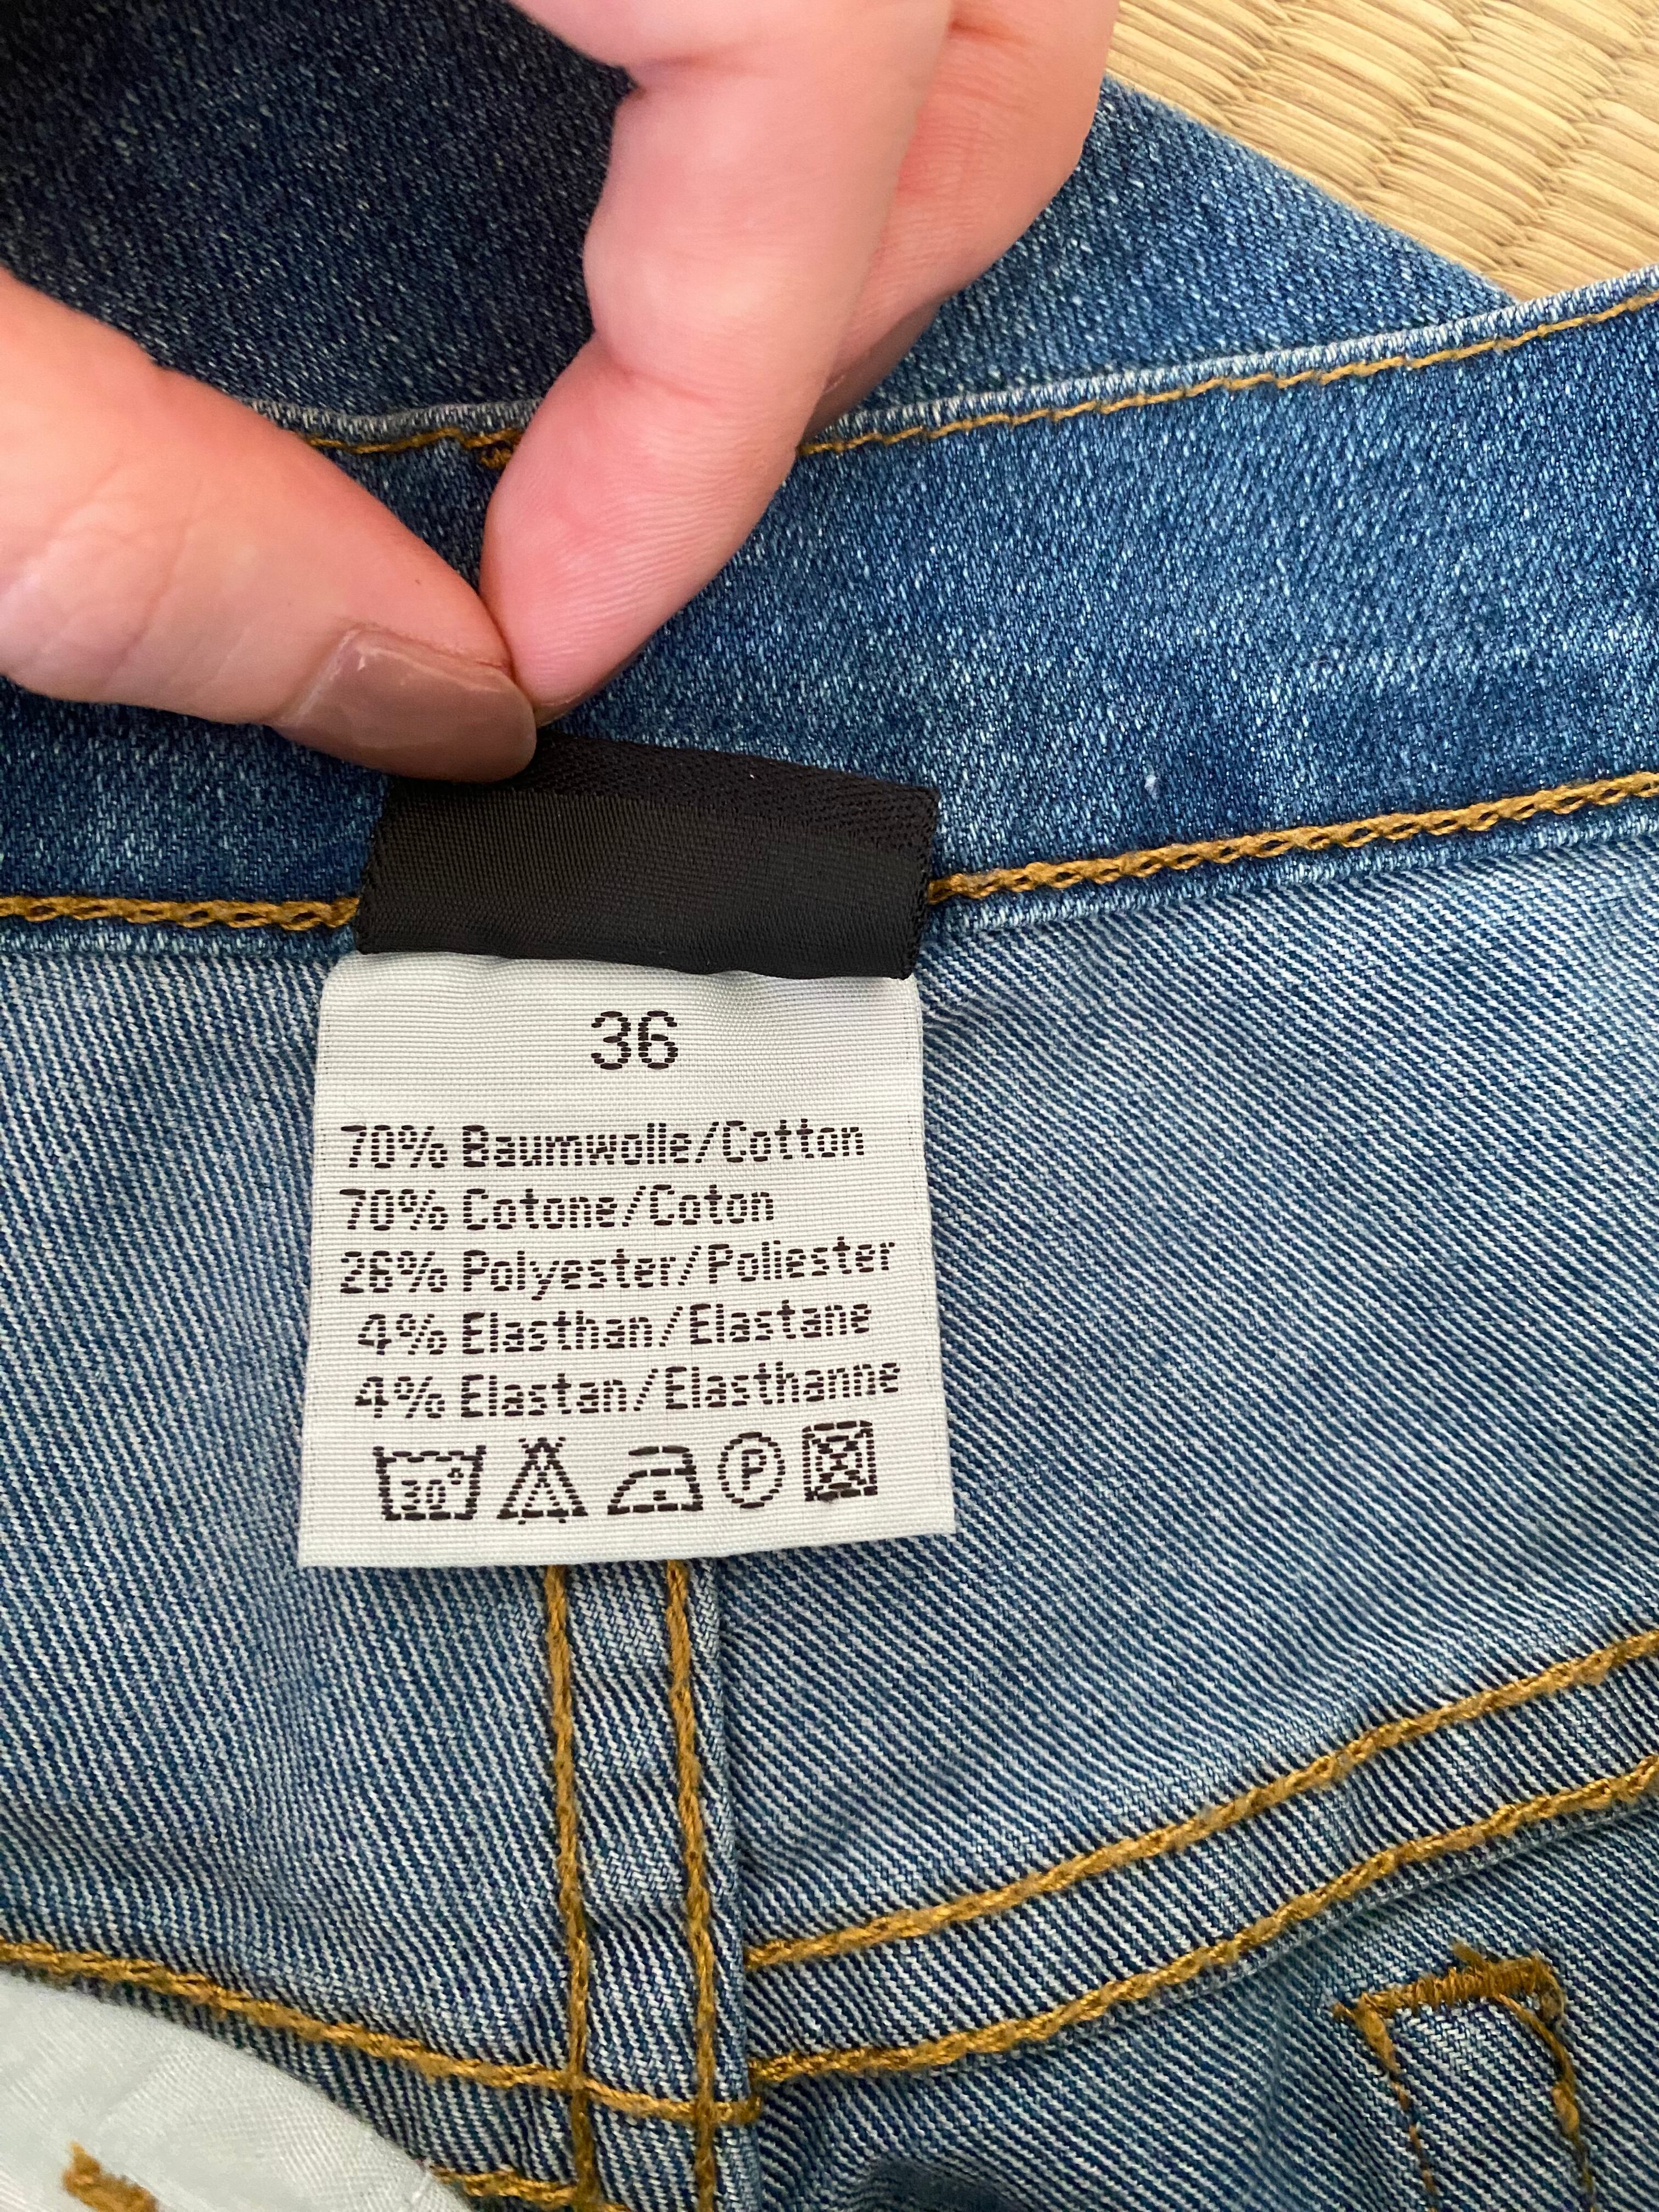 36
70% Baumwolle/Cotton
70% Cotone/Coton
26% Polyester/Poliester
4% Elasthan/Elastane
4% Elastan/Elasthanne
30°
P